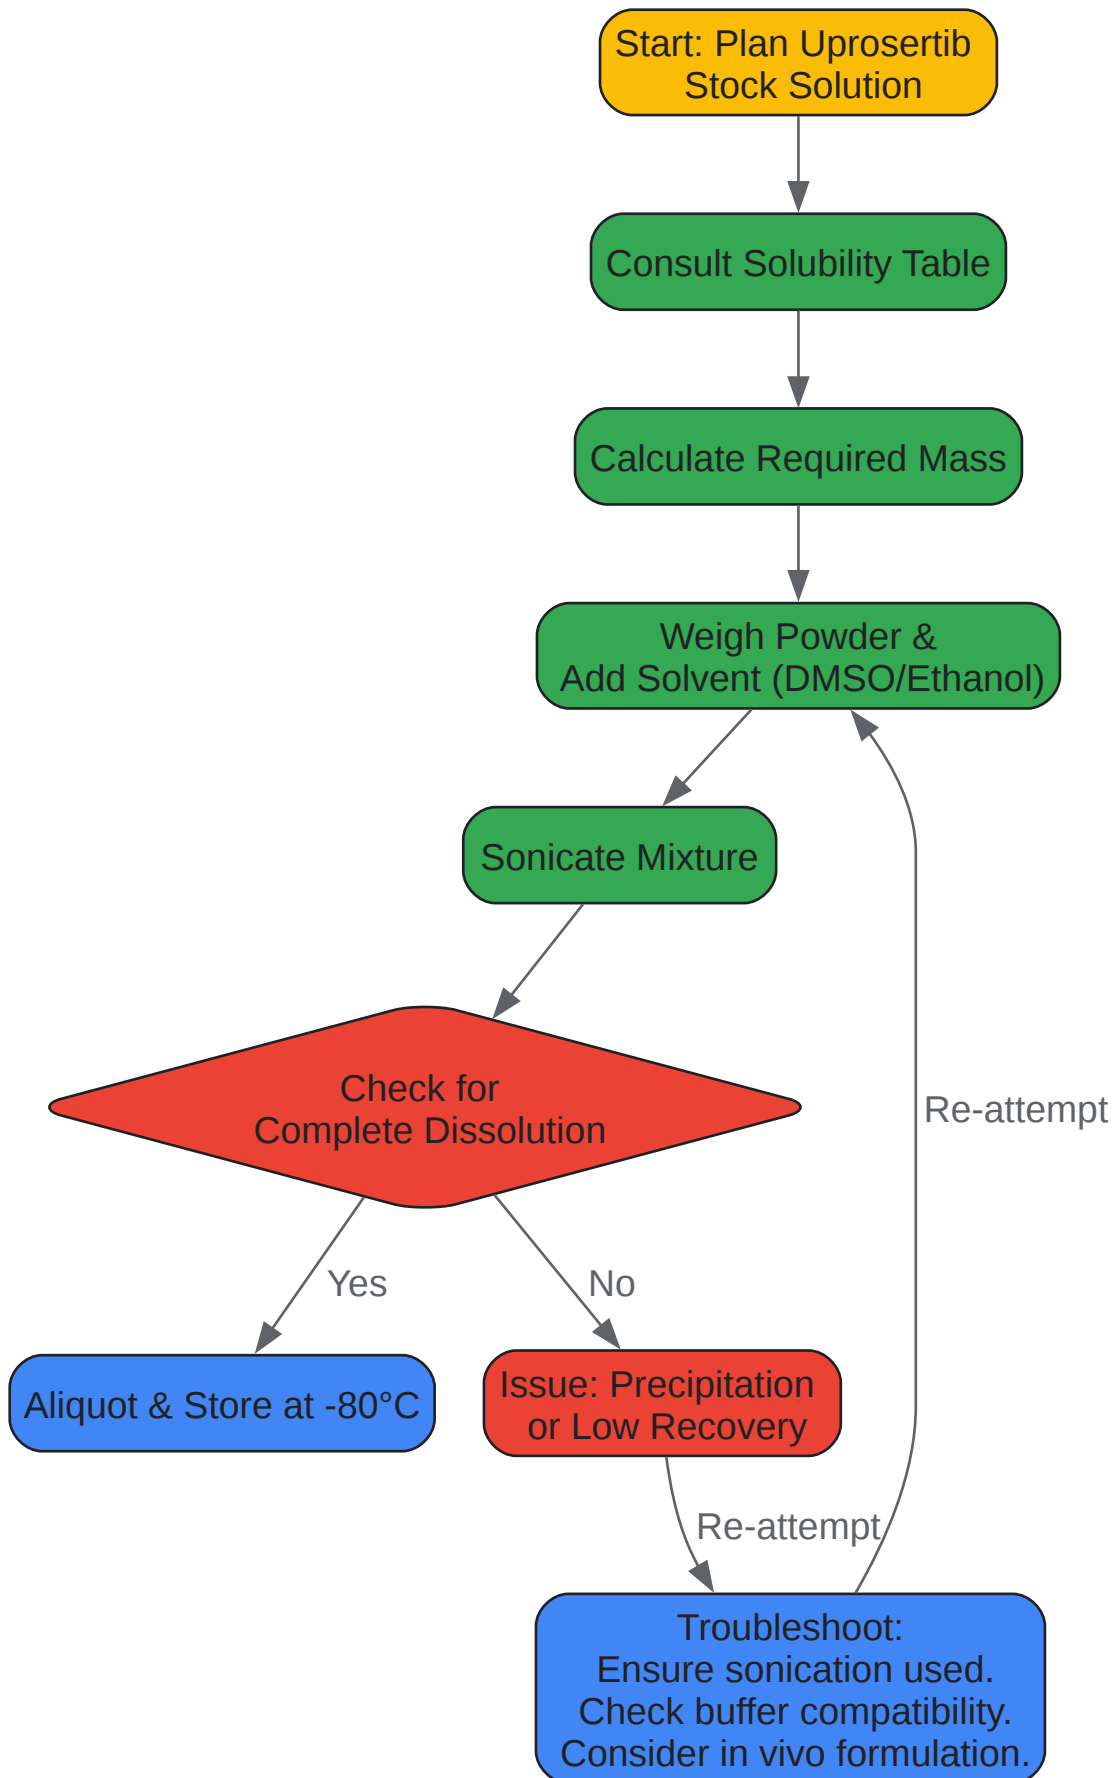 Start: Plan Uprosertib
Stock Solution
Consult Solubility Table
Calculate Required Mass
Weigh Powder &
Add Solvent (DMSO/Ethanol)
Sonicate Mixture
Check for
Complete Dissolution
Re-attempt
Yes
No
Aliquot & Store at -80°C
Issue: Precipitation
or Low Recovery
Re-attempt
Troubleshoot:
Ensure sonication used.
Check buffer compatibility.
Consider in vivo formulation.